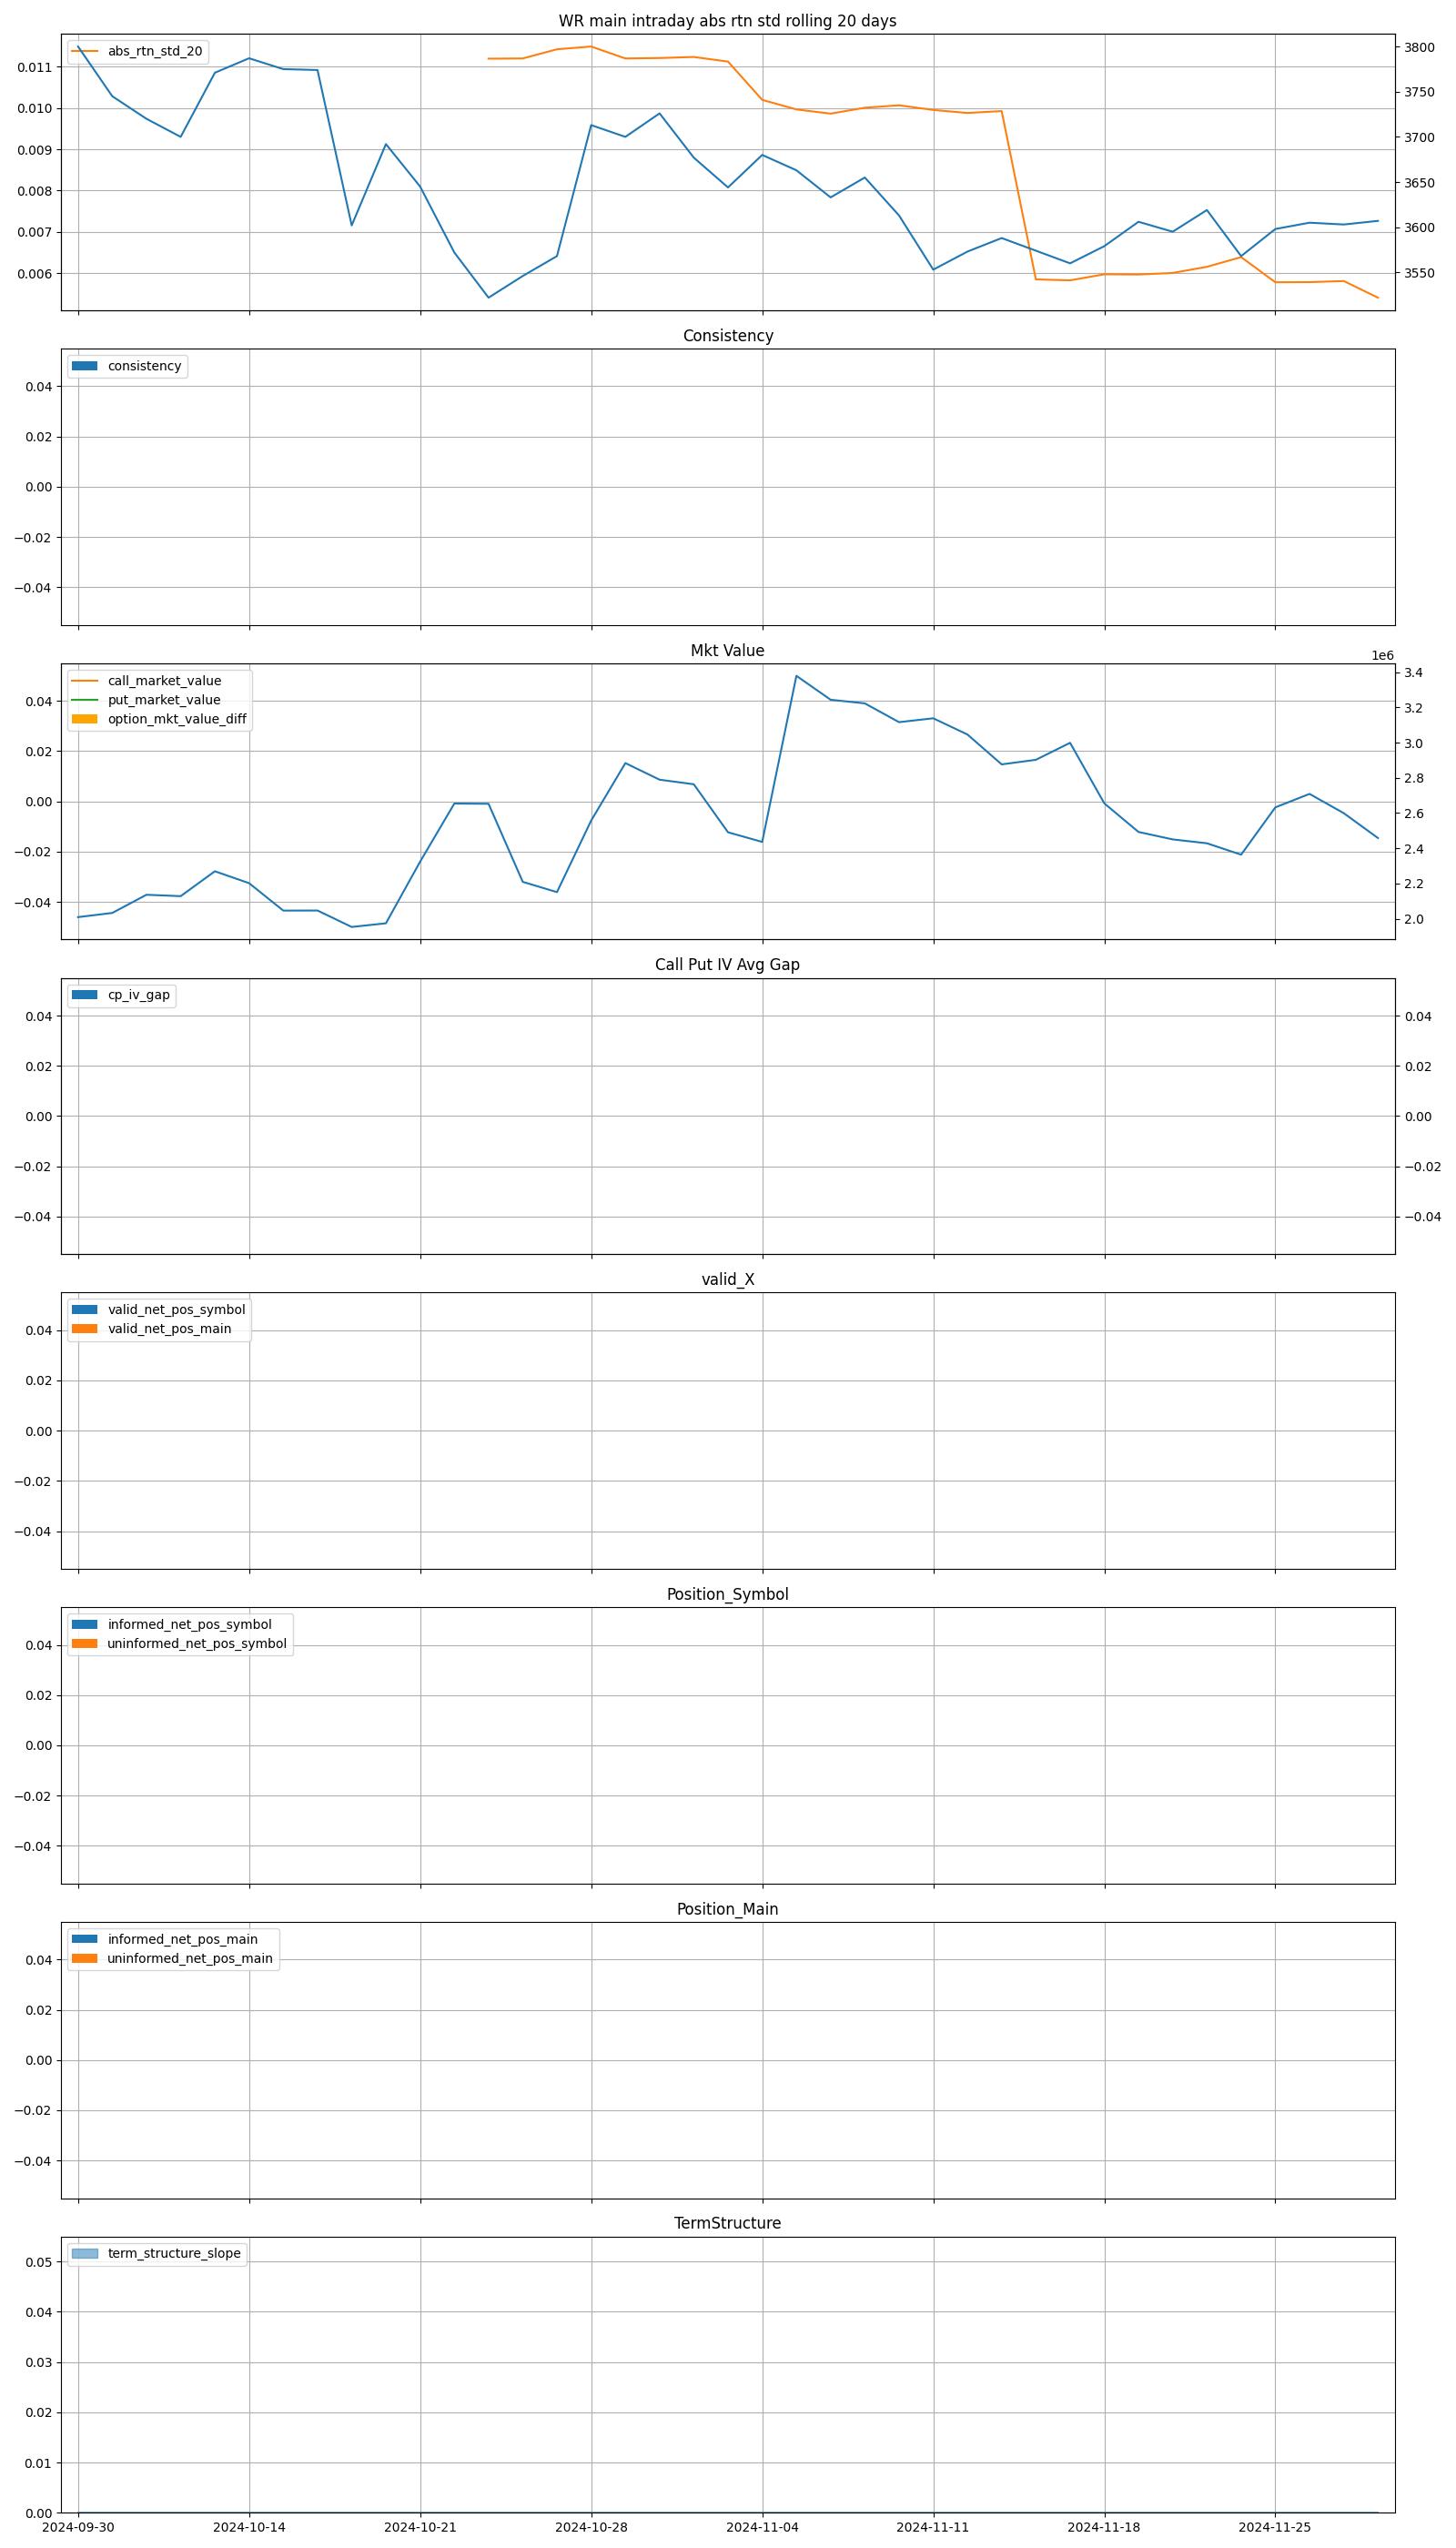 WR main intraday abs rtn std rolling 20 days
abs_rtn_std_20
0.011
0.010
0.009
0.008
0.007
0.006
3800
3750
3700
3650
3600
3550
Consistency
consistency
0.04
0.02
0.00
−0.02
−0.04
Mkt Value
1e6
call_market_value
put_market_value
option_mkt_value_diff
0.04
0.02
0.00
−0.02
−0.04
3.4
3.2
3.0
2.8
2.6
2.4
2.2
2.0
Call Put IV Avg Gap
cp_iv_gap
0.04
0.02
0.00
−0.02
−0.04
0.04
0.02
0.00
−0.02
−0.04
valid_X
valid_net_pos_symbol
valid_net_pos_main
0.04
0.02
0.00
−0.02
−0.04
Position_Symbol
informed_net_pos_symbol
uninformed_net_pos_symbol
0.04
0.02
0.00
−0.02
−0.04
Position_Main
informed_net_pos_main
uninformed_net_pos_main
0.04
0.02
0.00
−0.02
−0.04
TermStructure
term_structure_slope
0.05
0.04
0.03
0.02
0.01
0.00
2024-09-30 2024-10-14 2024-10-21 2024-10-28 2024-11-04 2024-11-11 2024-11-18 2024-11-25